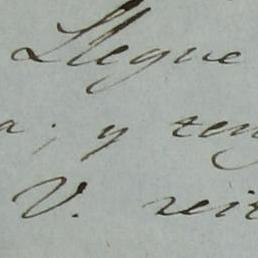 Llegue
a; y ten
V. reit